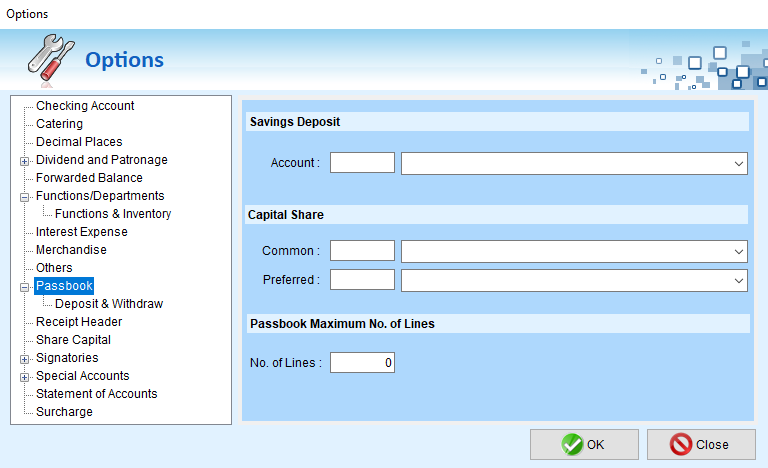 Options
Options
Checking Account
Catering
Decimal Places
Dividend and Patronage
Forwarded Balance
Functions/Departments
Functions & Inventory
Interest Expense
Merchandise
Others
Passbook
Deposit & Withdraw
Receipt Header
Share Capital
Signatories
Special Accounts
Statement of Accounts
Surcharge
Savings Deposit
Account :
Capital Share
Common :
Preferred :
Passbook Maximum No. of Lines
No. of Lines : 0
OK Close